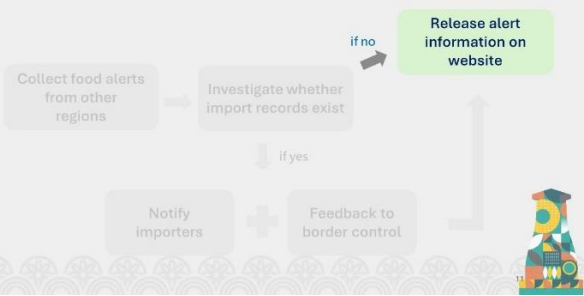 Release alert
information on
website
if no
Collect food alerts
from other
regions
Investigate whether
import records exist
if yes
Notify
importers
Feedback to
border control
11